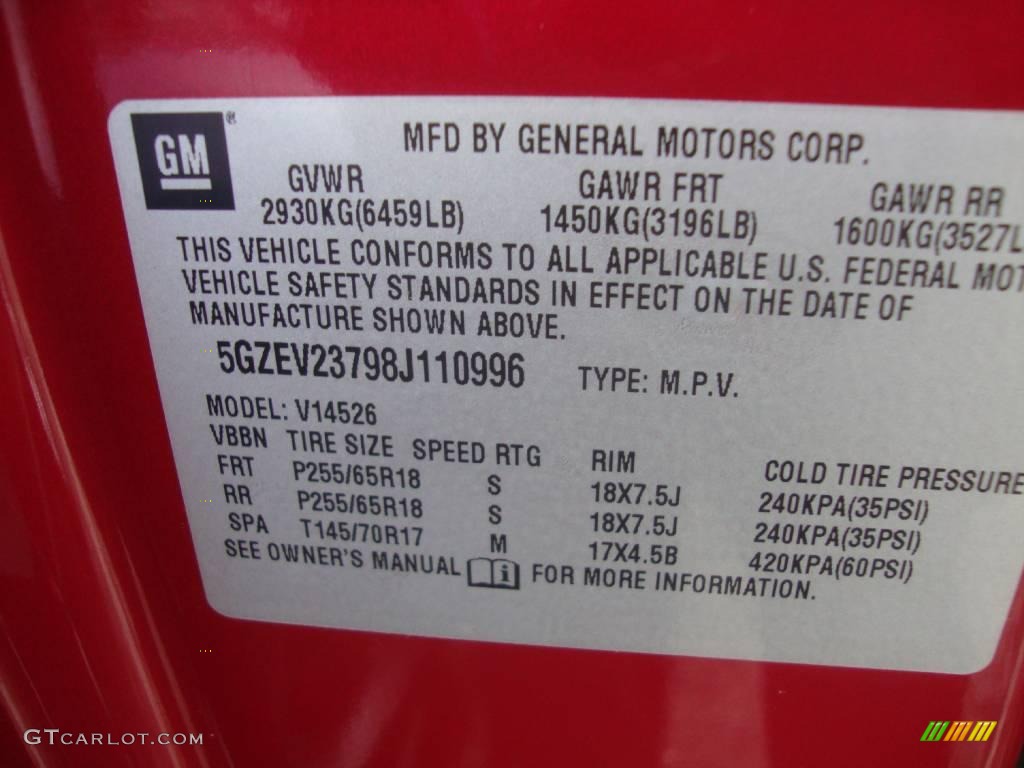 GM®
MFD BY GENERAL MOTORS CORP.
GVWR GAWR FRT GAWR RR
2930KG(6459LB) 1450KG(3196LB) 1600KG(3527L
THIS VEHICLE CONFORMS TO ALL APPLICABLE U.S. FEDERAL MOT
VEHICLE SAFETY STANDARDS IN EFFECT ON THE DATE OF
MANUFACTURE SHOWN ABOVE.
5GZEV23798J110996 TYPE: M.P.V.
MODEL: V14526
VBBN TIRE SIZE SPEED RTG RIM COLD TIRE PRESSURE
FRT P255/65R18 S 18X7.5J 240KPA(35PSI)
RR P255/65R18 S 18X7.5J 240KPA(35PSI)
SPA T145/70R17 M 17X4.5B 420KPA(60PSI)
SEE OWNER'S MANUAL i FOR MORE INFORMATION.
GTCARLOT.COM